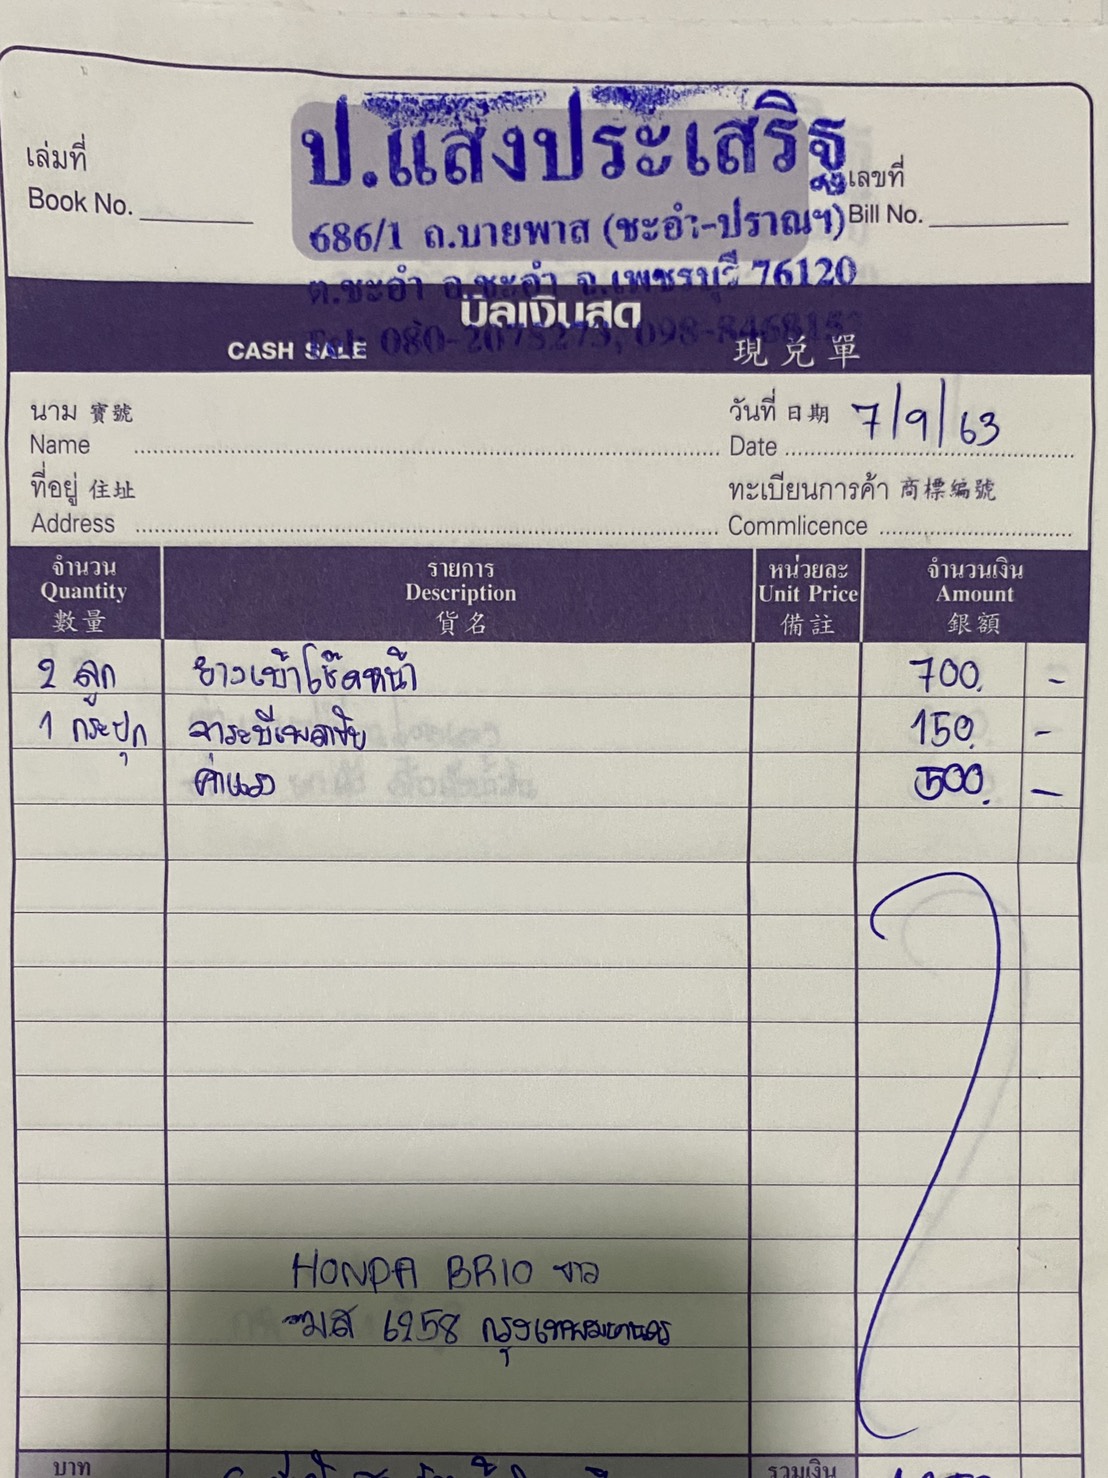 ป.แสงประเสริฐ
686/1 ถ.บายพาส (ชะอำ-ปราณฯ)
ต.ชะอำ อ.ชะอำ จ.เพชรบุรี 76120
080-2075273, 098-
เล่มที่
Book No.
เลขที่
Bill No.
บิลเงินสด
CASH SALE 現兌單
นาม 寳號
Name
วันที่ 日期 7/9/63
Date
ที่อยู่ 住址
Address
ทะเบียนการค้า 商標編號
Commlicence
จำนวน รายการ หน่วยละ จำนวนเงิน
Quantity Description Unit Price Amount
數量 貨名 備註 銀額
2 ลูก ยางเบ้าโช๊คหน้า 700. -
1 กระปุก จาระบีเพลาขับ 150. -
ค่าแรง 500. -
HONDA BRIO ขาว
6258 กรุงเทพมหานคร
บาท
รวมเงิน